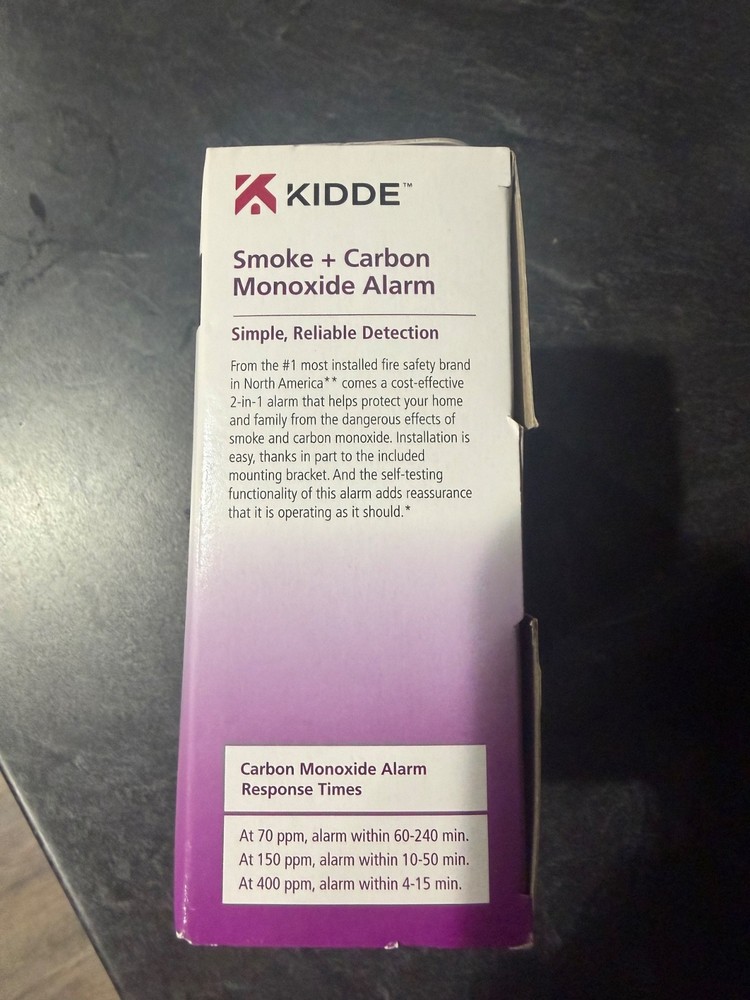 KIDDE™
Smoke + Carbon
Monoxide Alarm
Simple, Reliable Detection
From the #1 most installed fire safety brand
in North America** comes a cost-effective
2-in-1 alarm that helps protect your home
and family from the dangerous effects of
smoke and carbon monoxide. Installation is
easy, thanks in part to the included
mounting bracket. And the self-testing
functionality of this alarm adds reassurance
that it is operating as it should.*
Carbon Monoxide Alarm
Response Times
At 70 ppm, alarm within 60-240 min.
At 150 ppm, alarm within 10-50 min.
At 400 ppm, alarm within 4-15 min.